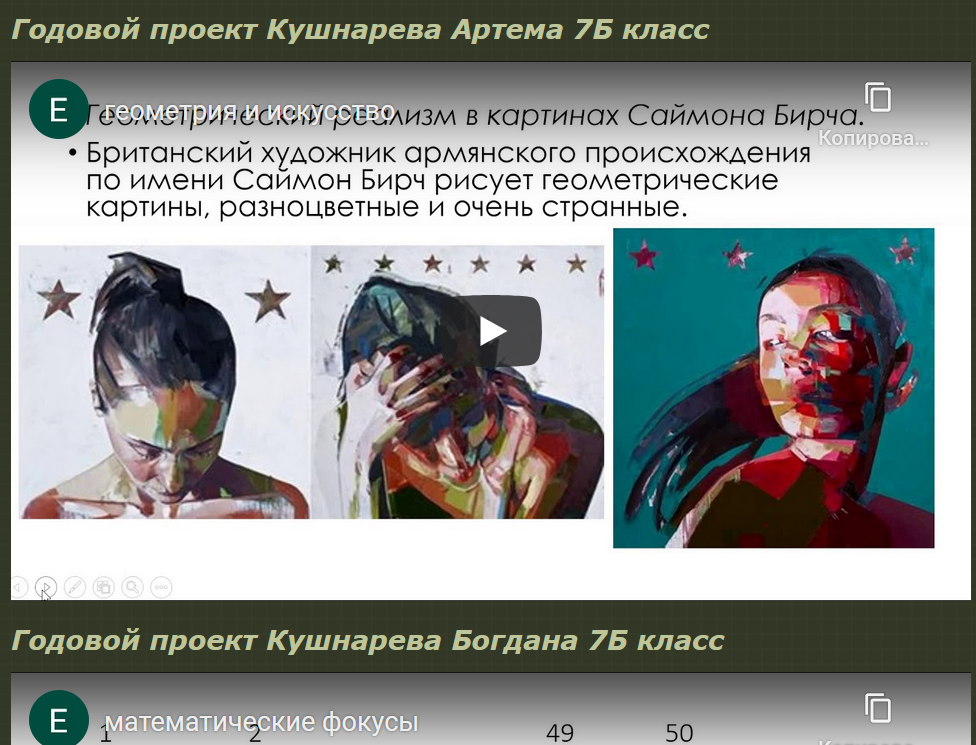 Годовой проект Кушнарева Артема 7Б класс
Е
геометрия и искусство
Геометрический реализм в картинах Саймона Бирча.
Копирова...
• Британский художник армянского происхождения
по имени Саймон Бирч рисует геометрические
картины, разноцветные и очень странные.
Годовой проект Кушнарева Богдана 7Б класс
Е
математические фокусы
1 2 49 50